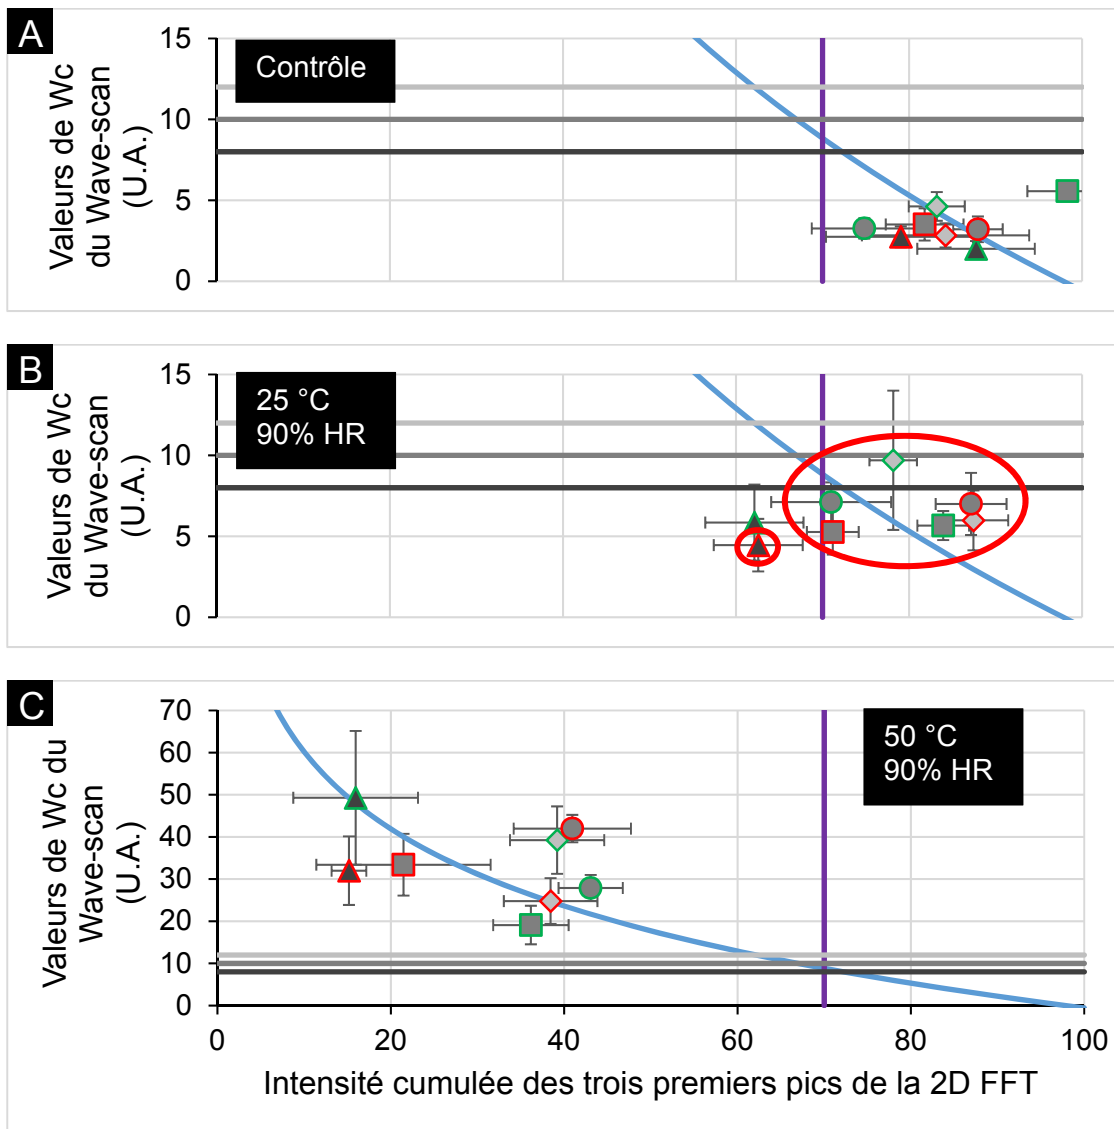 A
Contrôle
Valeurs de Wc
du Wave-scan
(U.A.)
15
10
5
0
B
25 °C
90% HR
Valeurs de Wc
du Wave-scan
(U.A.)
15
10
5
0
C
50 °C
90% HR
Valeurs de Wc du
Wave-scan
(U.A.)
70
60
50
40
30
20
10
0
0 20 40 60 80 100
Intensité cumulée des trois premiers pics de la 2D FFT